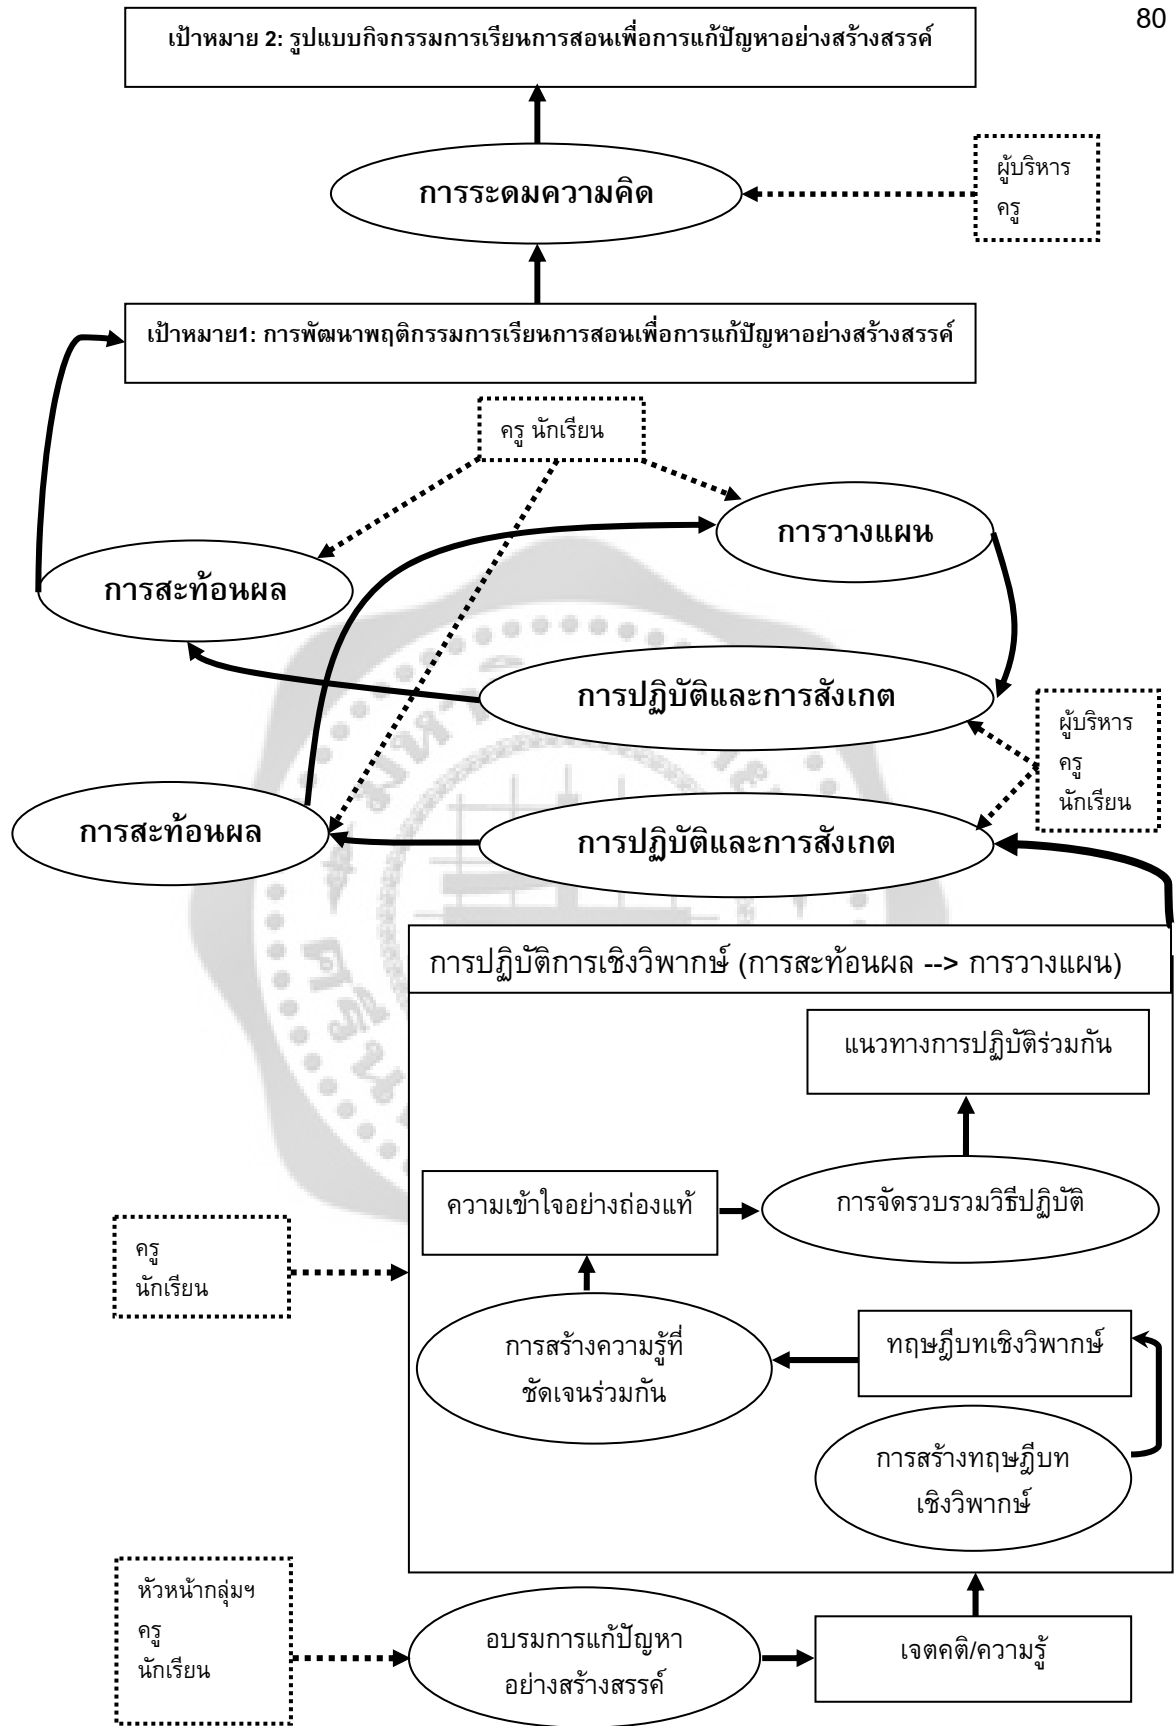 80
เป้าหมาย 2: รูปแบบกิจกรรมการเรียนการสอนเพื่อการแก้ปัญหาอย่างสร้างสรรค์
การระดมความคิด
ผู้บริหาร
ครู
เป้าหมาย1: การพัฒนาพฤติกรรมการเรียนการสอนเพื่อการแก้ปัญหาอย่างสร้างสรรค์
ครู นักเรียน
การวางแผน
การสะท้อนผล
การปฏิบัติและการสังเกต
ผู้บริหาร
ครู
นักเรียน
การสะท้อนผล
การปฏิบัติและการสังเกต
การปฏิบัติการเชิงวิพากษ์ (การสะท้อนผล --> การวางแผน)
แนวทางการปฏิบัติร่วมกัน
ความเข้าใจอย่างถ่องแท้
การจัดรวบรวมวิธีปฏิบัติ
ครู
นักเรียน
การสร้างความรู้ที่
ชัดเจนร่วมกัน
ทฤษฎีบทเชิงวิพากษ์
การสร้างทฤษฎีบท
เชิงวิพากษ์
หัวหน้ากลุ่มฯ
ครู
นักเรียน
อบรมการแก้ปัญหา
อย่างสร้างสรรค์
เจตคติ/ความรู้